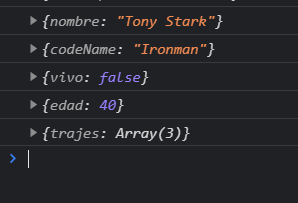 ▶{nombre: "Tony Stark"}
▶{codeName: "Ironman"}
▶{vivo: false}
▶{edad: 40}
▶{trajes: Array(3)}
>